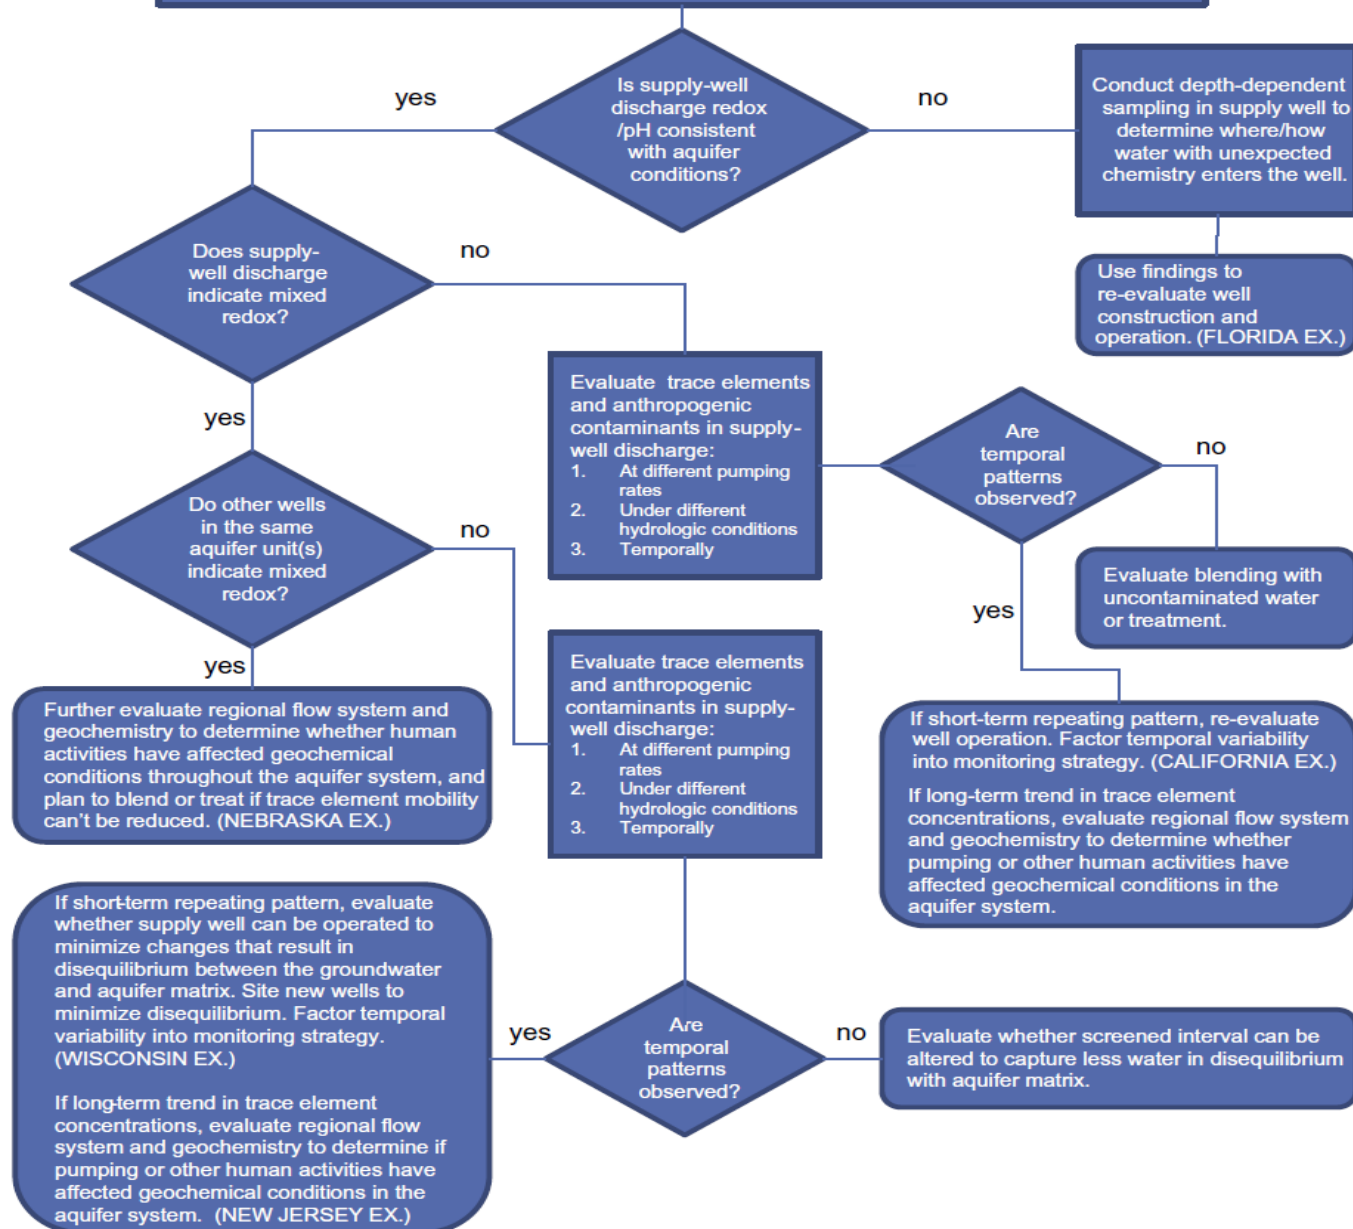 Is supply-well
discharge redox
/pH consistent
with aquifer
conditions?
yes
no
Conduct depth-dependent
sampling in supply well to
determine where/how
water with unexpected
chemistry enters the well.
Use findings to
re-evaluate well
construction and
operation. (FLORIDA EX.)
Does supply-
well discharge
indicate mixed
redox?
no
yes
Evaluate trace elements
and anthropogenic
contaminants in supply-
well discharge:
1. At different pumping
rates
2. Under different
hydrologic conditions
3. Temporally
Are
temporal
patterns
observed?
no
yes
Evaluate blending with
uncontaminated water
or treatment.
If short-term repeating pattern, re-evaluate
well operation. Factor temporal variability
into monitoring strategy. (CALIFORNIA EX.)
If long-term trend in trace element
concentrations, evaluate regional flow system
and geochemistry to determine whether
pumping or other human activities have
affected geochemical conditions in the
aquifer system.
Do other wells
in the same
aquifer unit(s)
indicate mixed
redox?
no
yes
Further evaluate regional flow system and
geochemistry to determine whether human
activities have affected geochemical
conditions throughout the aquifer system, and
plan to blend or treat if trace element mobility
can't be reduced. (NEBRASKA EX.)
Evaluate trace elements
and anthropogenic
contaminants in supply-
well discharge:
1. At different pumping
rates
2. Under different
hydrologic conditions
3. Temporally
Are
temporal
patterns
observed?
yes
no
If short-term repeating pattern, evaluate
whether supply well can be operated to
minimize changes that result in
disequilibrium between the groundwater
and aquifer matrix. Site new wells to
minimize disequilibrium. Factor temporal
variability into monitoring strategy.
(WISCONSIN EX.)
If long-term trend in trace element
concentrations, evaluate regional flow
system and geochemistry to determine if
pumping or other human activities have
affected geochemical conditions in the
aquifer system. (NEW JERSEY EX.)
Evaluate whether screened interval can be
altered to capture less water in disequilibrium
with aquifer matrix.